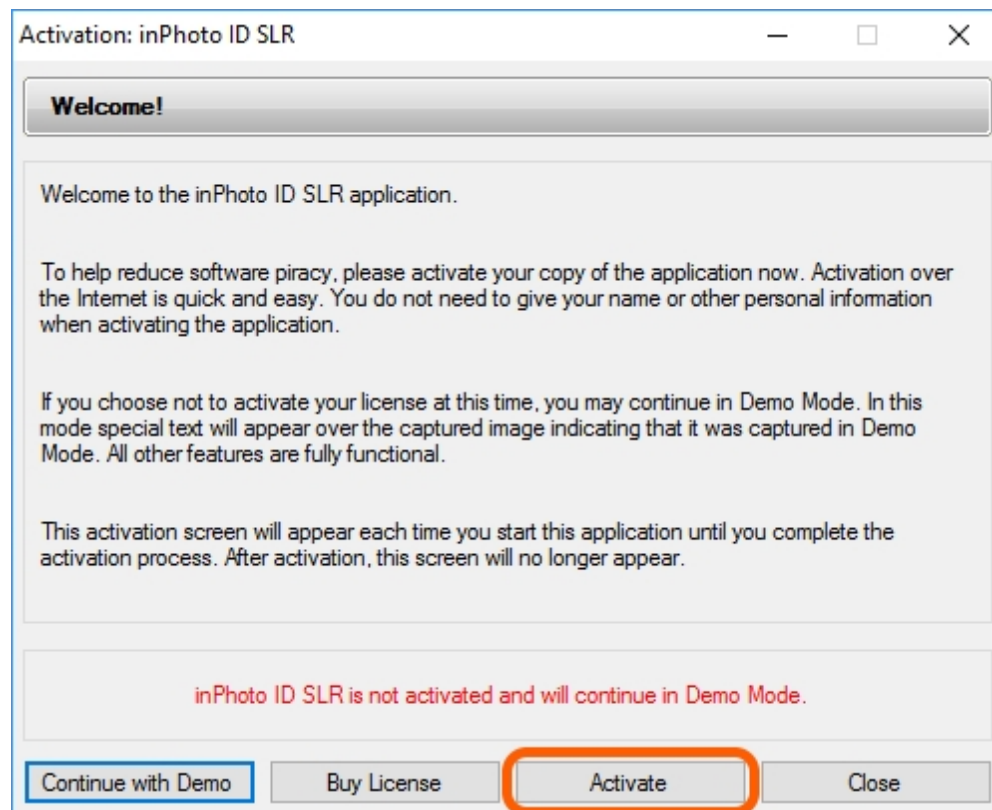 Activation: inPhoto ID SLR
Welcome!
Welcome to the inPhoto ID SLR application.
To help reduce software piracy, please activate your copy of the application now. Activation over
the Internet is quick and easy. You do not need to give your name or other personal information
when activating the application.
If you choose not to activate your license at this time, you may continue in Demo Mode. In this
mode special text will appear over the captured image indicating that it was captured in Demo
Mode. All other features are fully functional.
This activation screen will appear each time you start this application until you complete the
activation process. After activation, this screen will no longer appear.
inPhoto ID SLR is not activated and will continue in Demo Mode.
Continue with Demo
Buy License
Activate
Close